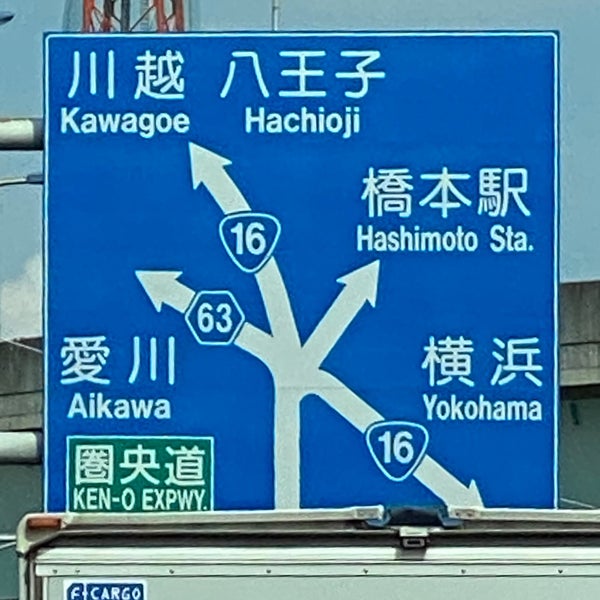 川越 八王子
Kawagoe Hachioji
橋本駅
Hashimoto Sta.
16
63
愛川
Aikawa
横浜
Yokohama
16
圏央道
KEN-O EXPWY.
F CARGO